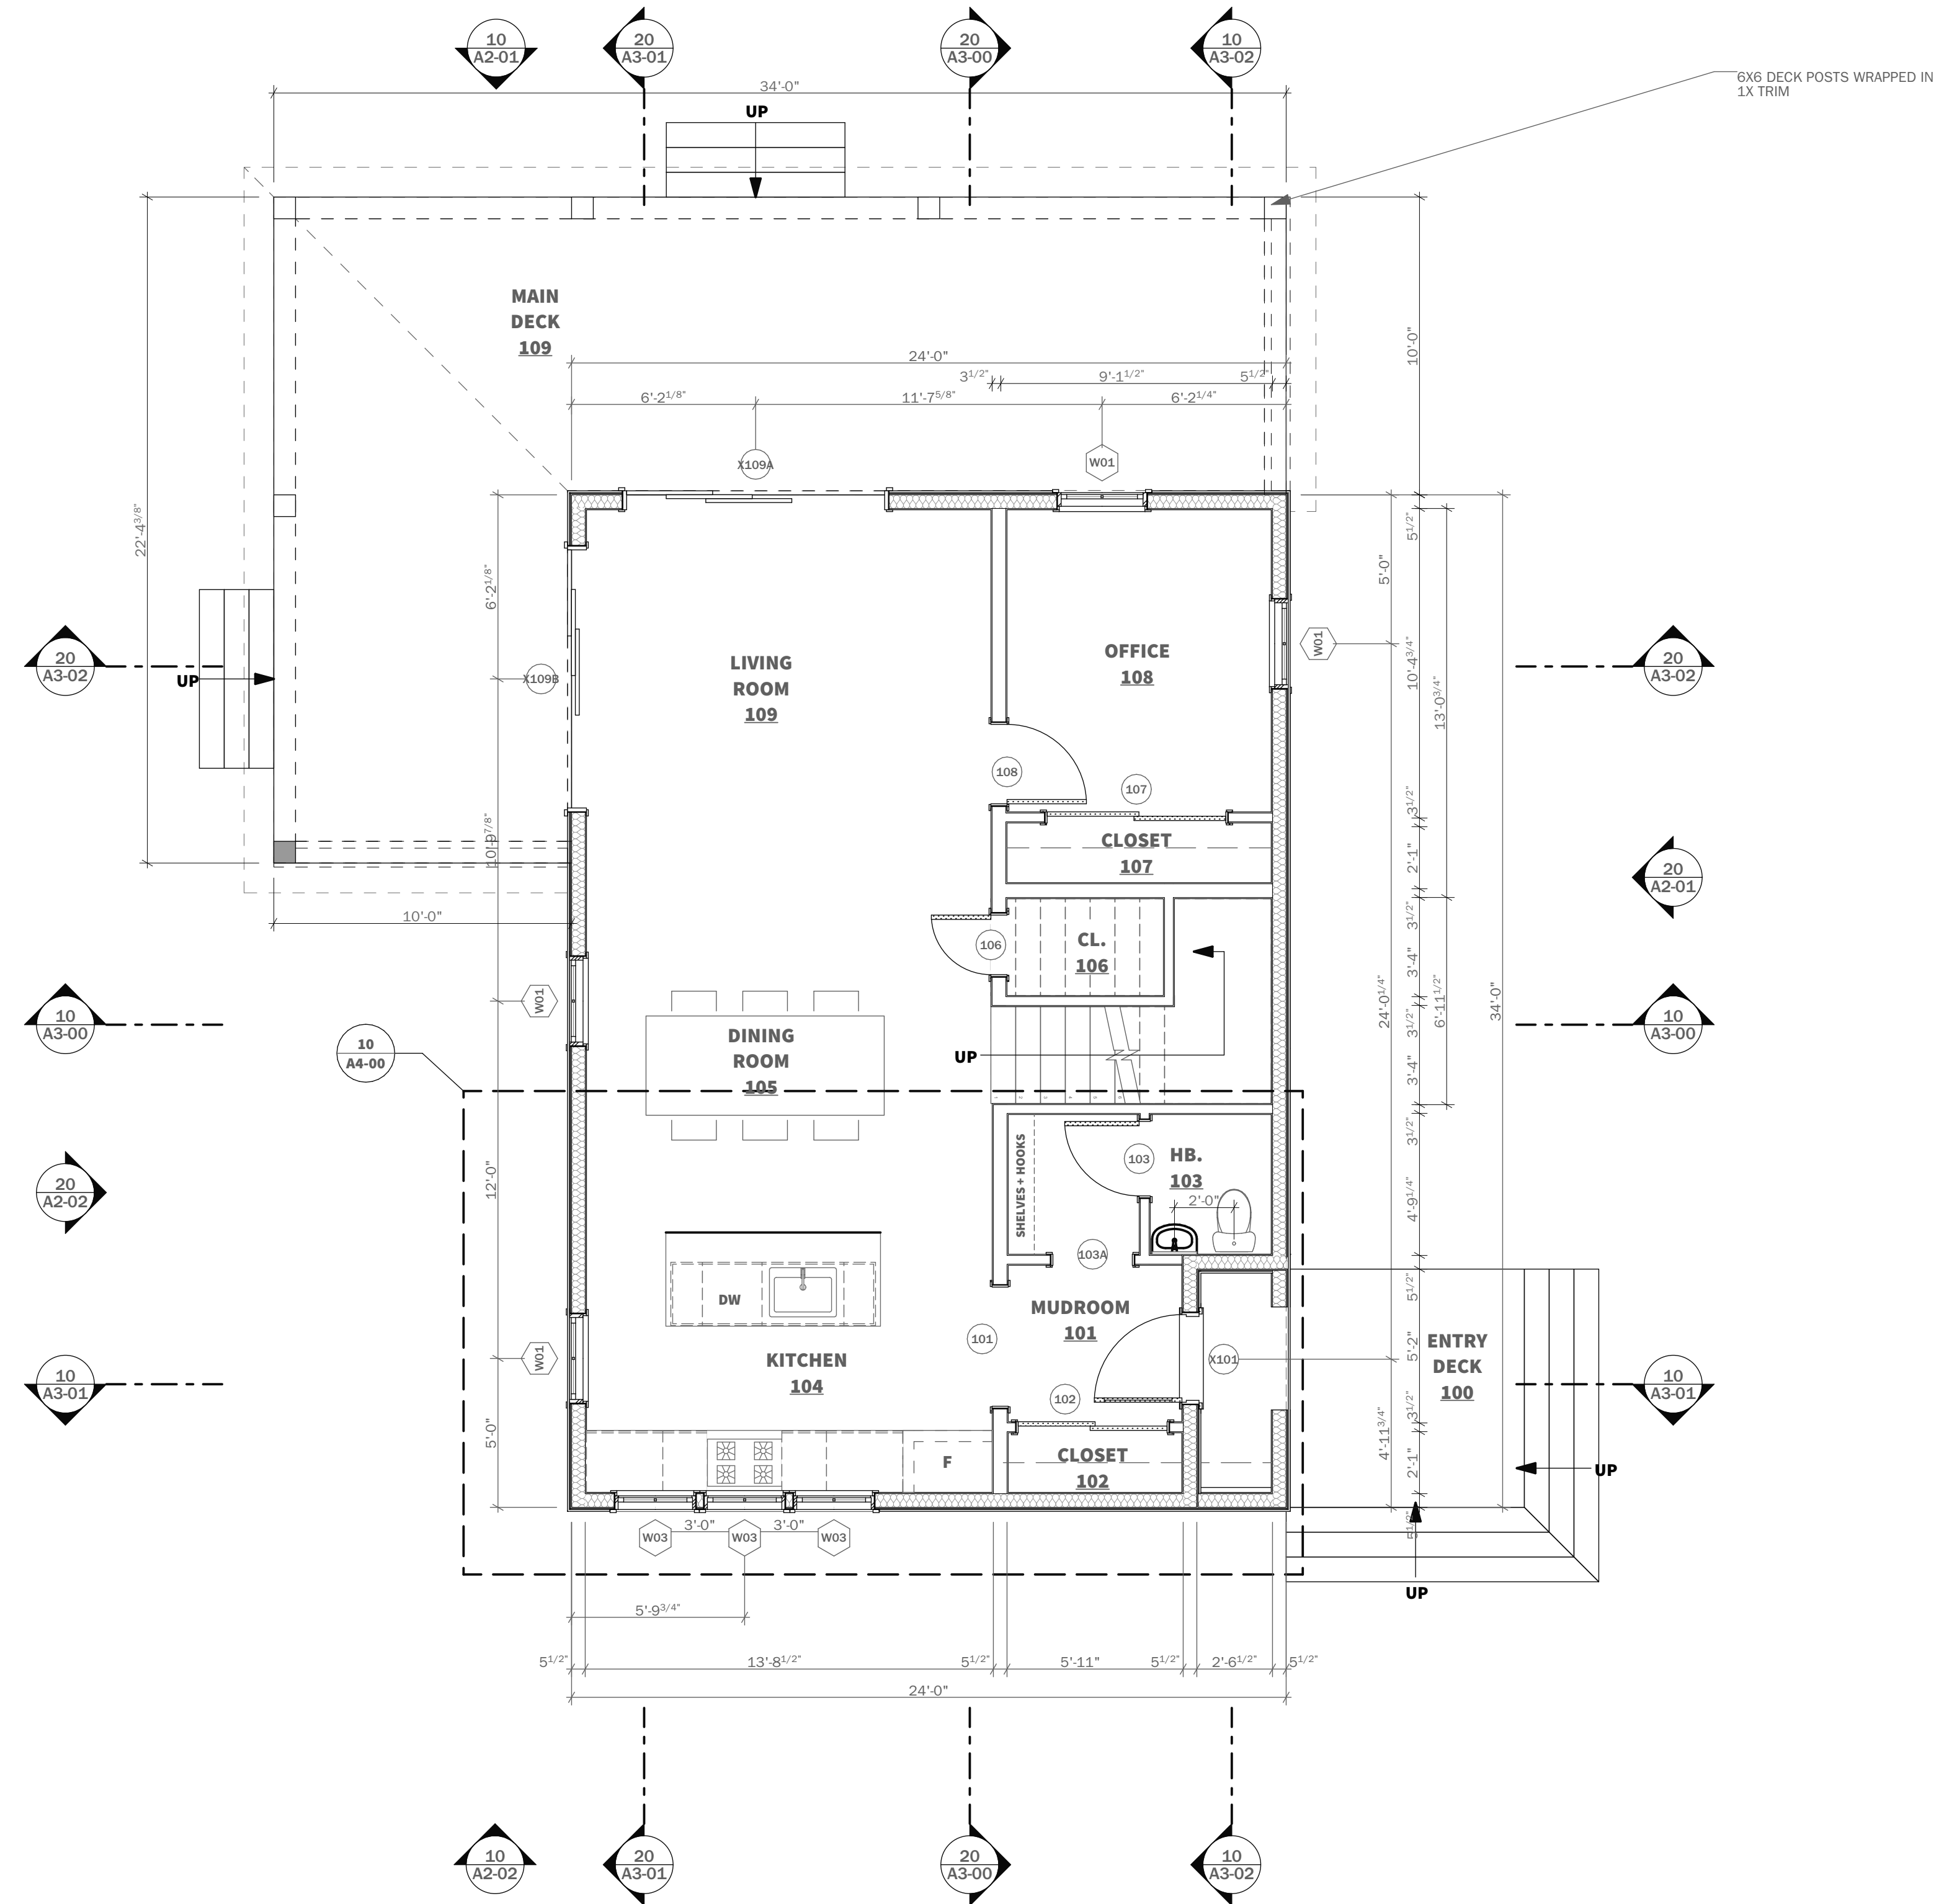 10
A2-01
20
A3-01
20
A3-00
10
A3-02
6X6 DECK POSTS WRAPPED IN
1X TRIM
34'-0"
UP
MAIN
DECK
109
24'-0"
3 1/2"
9'-1 1/2"
5 1/2"
6'-2 1/8"
11'-7 5/8"
6'-2 1/4"
10'-0"
X109A
W01
22'-4 3/8"
5 1/2"
5'-0"
6'-2 1/8"
20
A3-02
UP
X109B
LIVING
ROOM
109
OFFICE
108
W01
10'-4 3/4"
13'-0 3/4"
20
A3-02
108
107
3 1/2"
10'-9 7/8"
CLOSET
107
2'-1"
20
A2-01
10'-0"
106
CL.
106
3 1/2"
3'-4"
10
A3-00
W01
24'-0 1/4"
6'-11 1/2"
34'-0"
10
A3-00
10
A4-00
DINING
ROOM
105
UP
3 1/2"
3'-4"
20
A2-02
12'-0"
SHELVES + HOOKS
103
HB.
103
2'-0"
3 1/2"
4'-9 1/4"
103A
DW
MUDROOM
101
101
5 1/2"
10
A3-01
W01
KITCHEN
104
X101
5'-2"
ENTRY
DECK
100
10
A3-01
102
3 1/2"
5'-0"
F
CLOSET
102
4'-11 3/4"
2'-1"
UP
5 1/2"
W03
3'-0"
W03
3'-0"
W03
UP
5'-9 3/4"
5 1/2"
13'-8 1/2"
5 1/2"
5'-11"
5 1/2"
2'-6 1/2"
5 1/2"
24'-0"
10
A2-02
20
A3-01
20
A3-00
10
A3-02